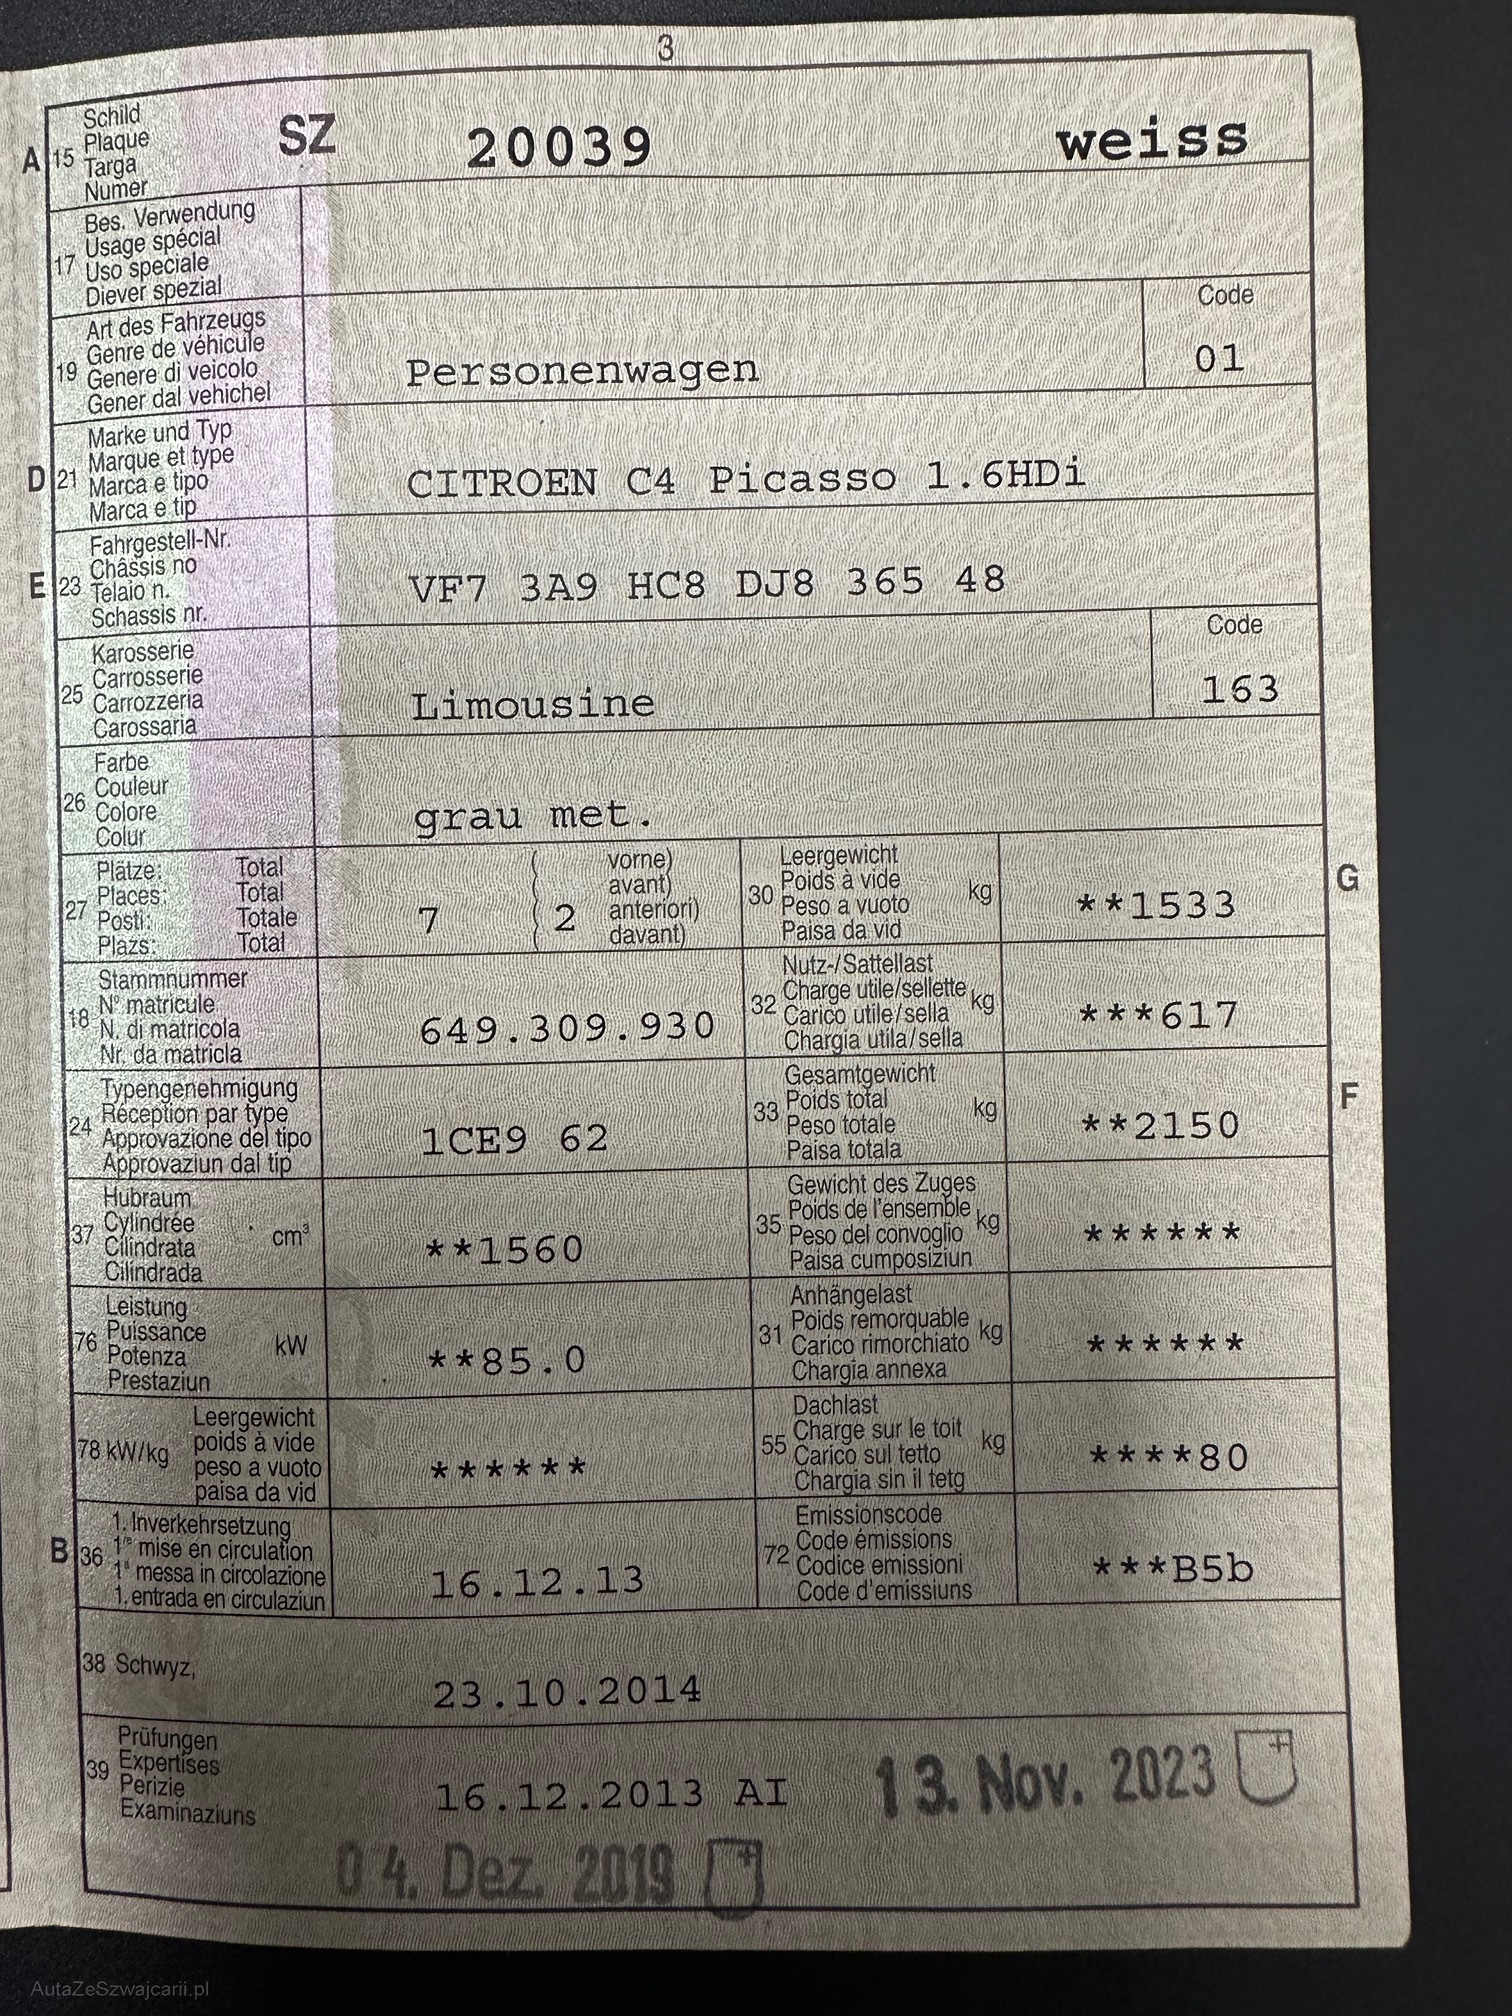 3
A 15 Schild Plaque Targa Numer SZ 20039 weiss
17 Bes. Verwendung Usage spécial Uso speciale Diever spezial
19 Art des Fahrzeugs Genre de véhicule Genere di veicolo Gener dal vehichel Personenwagen Code 01
D 21 Marke und Typ Marque et type Marca e tipo Marca e tip CITROEN C4 Picasso 1.6HDi
E 23 Fahrgestell-Nr. Châssis no Telaio n. Schassis nr. VF7 3A9 HC8 DJ8 365 48
25 Karosserie Carrosserie Carrozzeria Carossaria Limousine Code 163
26 Farbe Couleur Colore Colur grau met.
27 Plätze: Total Places: Total Posti: Totale Plazs: Total 7 2 vorne) avant) anteriori) davant)
30 Leergewicht Poids à vide Peso a vuoto Paisa da vid kg **1533 G
18 Stammnummer N° matricule N. di matricola Nr. da matricla 649.309.930
32 Nutz-/Sattellast Charge utile/sellette Carico utile/sella Chargia utila/sella kg ***617
24 Typengenehmigung Réception par type Approvazione del tipo Approvaziun dal tip 1CE9 62
33 Gesamtgewicht Poids total Peso totale Paisa totala kg **2150 F
37 Hubraum Cylindrée Cilindrata Cilindrada cm³ **1560
35 Gewicht des Zuges Poids de l'ensemble Peso del convoglio Paisa cumposiziun kg ******
76 Leistung Puissance Potenza Prestaziun kW **85.0
31 Anhängelast Poids remorquable Carico rimorchiato Chargia annexa kg ******
78 kW/kg Leergewicht poids à vide peso a vuoto paisa da vid ******
55 Dachlast Charge sur le toit Carico sul tetto Chargia sin il tetg kg ****80
B 36 1. Inverkehrsetzung 1re mise en circulation 1a messa in circolazione 1. entrada en circulaziun 16.12.13
72 Emissionscode Code émissions Codice emissioni Code d'emissiuns ***B5b
38 Schwyz, 23.10.2014
39 Prüfungen Expertises Perizie Examinaziuns 16.12.2013 AI 13. Nov. 2023
04. Dez. 2019
AutaZeSzwajcarii.pl